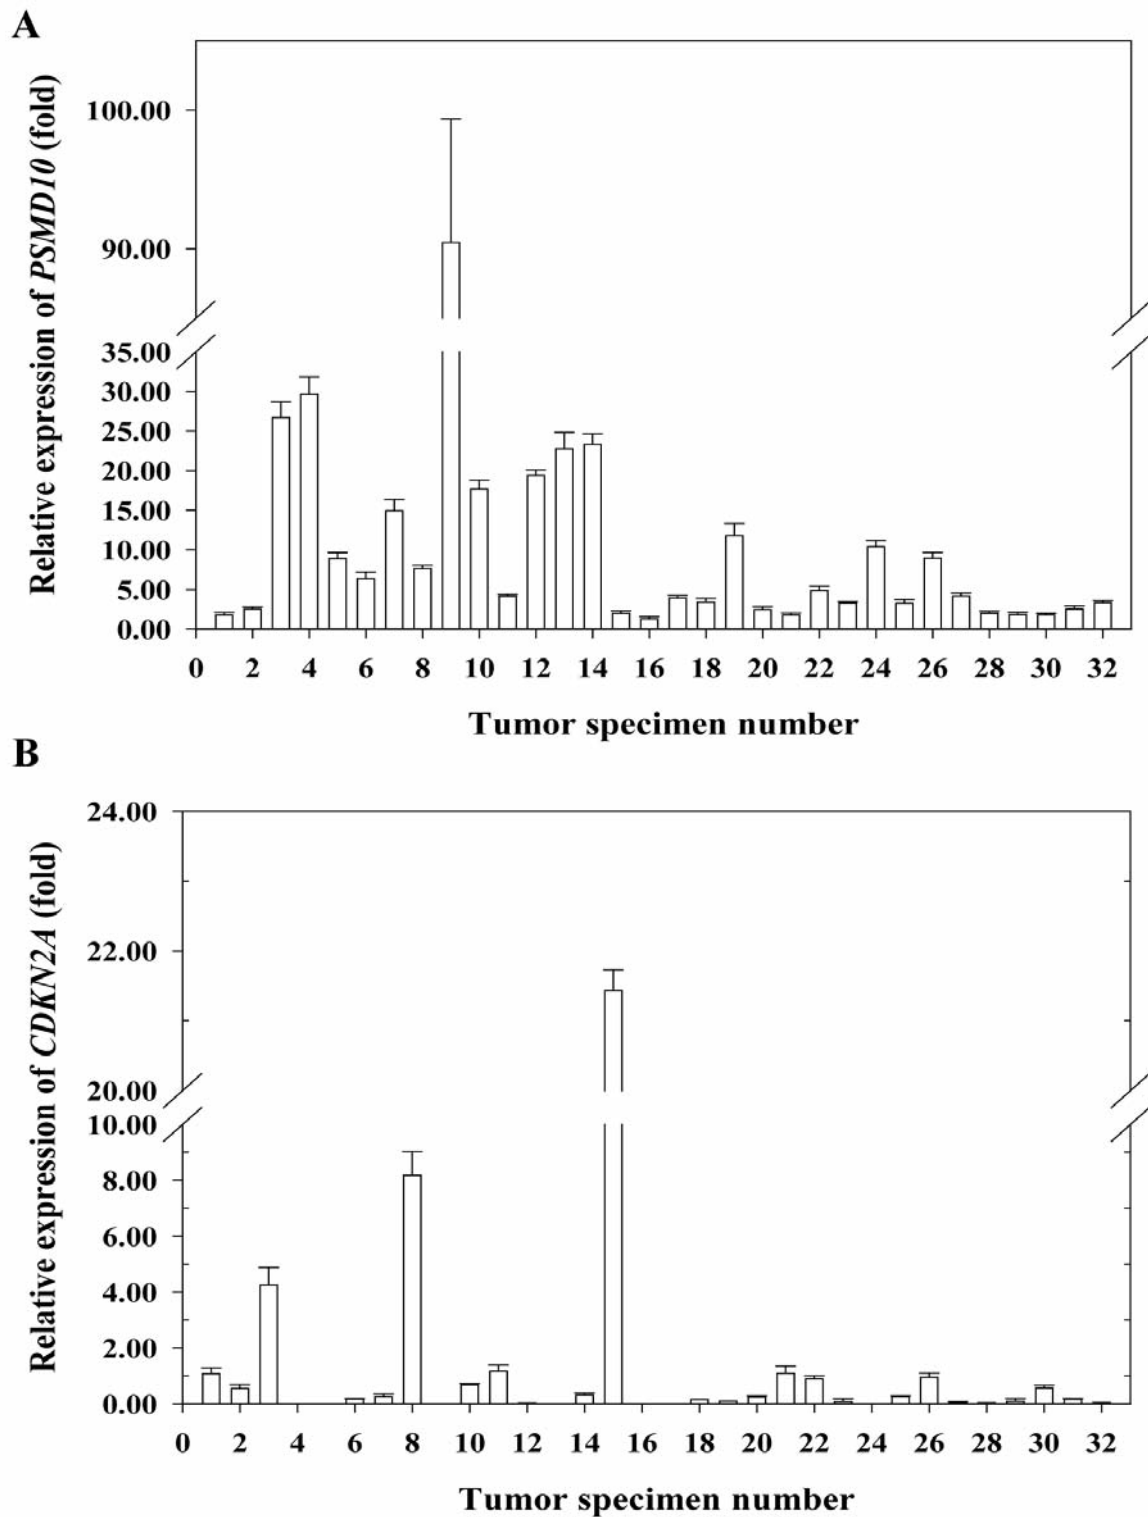 A
Relative expression of PSMD10 (fold)
100.00
90.00
35.00
30.00
25.00
20.00
15.00
10.00
5.00
0.00
0 2 4 6 8 10 12 14 16 18 20 22 24 26 28 30 32
Tumor specimen number
B
Relative expression of CDKN2A (fold)
24.00
22.00
20.00
10.00
8.00
6.00
4.00
2.00
0.00
0 2 4 6 8 10 12 14 16 18 20 22 24 26 28 30 32
Tumor specimen number